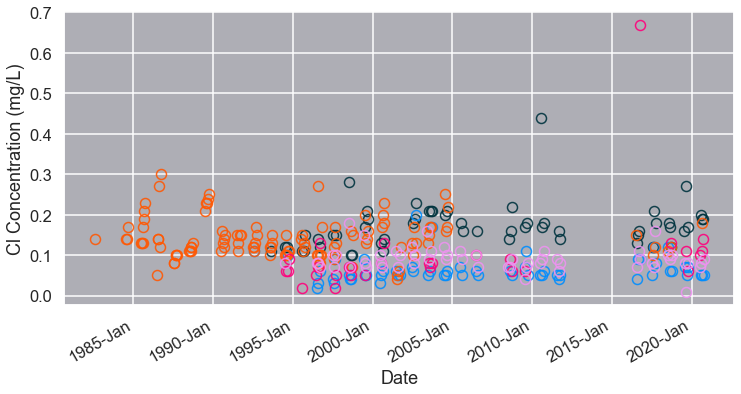 CI Concentration (mg/L)
0.7
0.6
0.5
0.4
0.3
0.2
0.1
0.0
1985-Jan
1990-Jan
1995-Jan
2000-Jan
2005-Jan
2010-Jan
2015-Jan
2020-Jan
Date